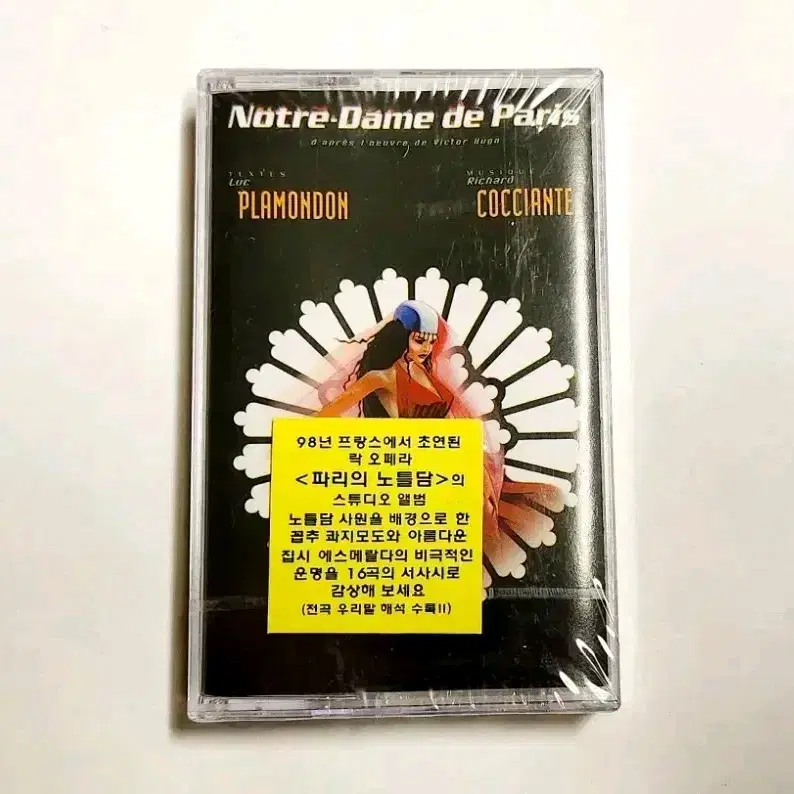 Notre-Dame de Paris
d'après l'oeuvre de Victor Hugo
TEXTES
Luc
PLAMONDON
MUSIQUE
Richard
COCCIANTE
98년 프랑스에서 초연된
락 오페라
<파리의 노틀담>의
스튜디오 앨범
노틀담 사원을 배경으로 한
꼽추 콰지모도와 아름다운
집시 에스메랄다의 비극적인
운명을 16곡의 서사시로
감상해 보세요
(전곡 우리말 해석 수록!!)